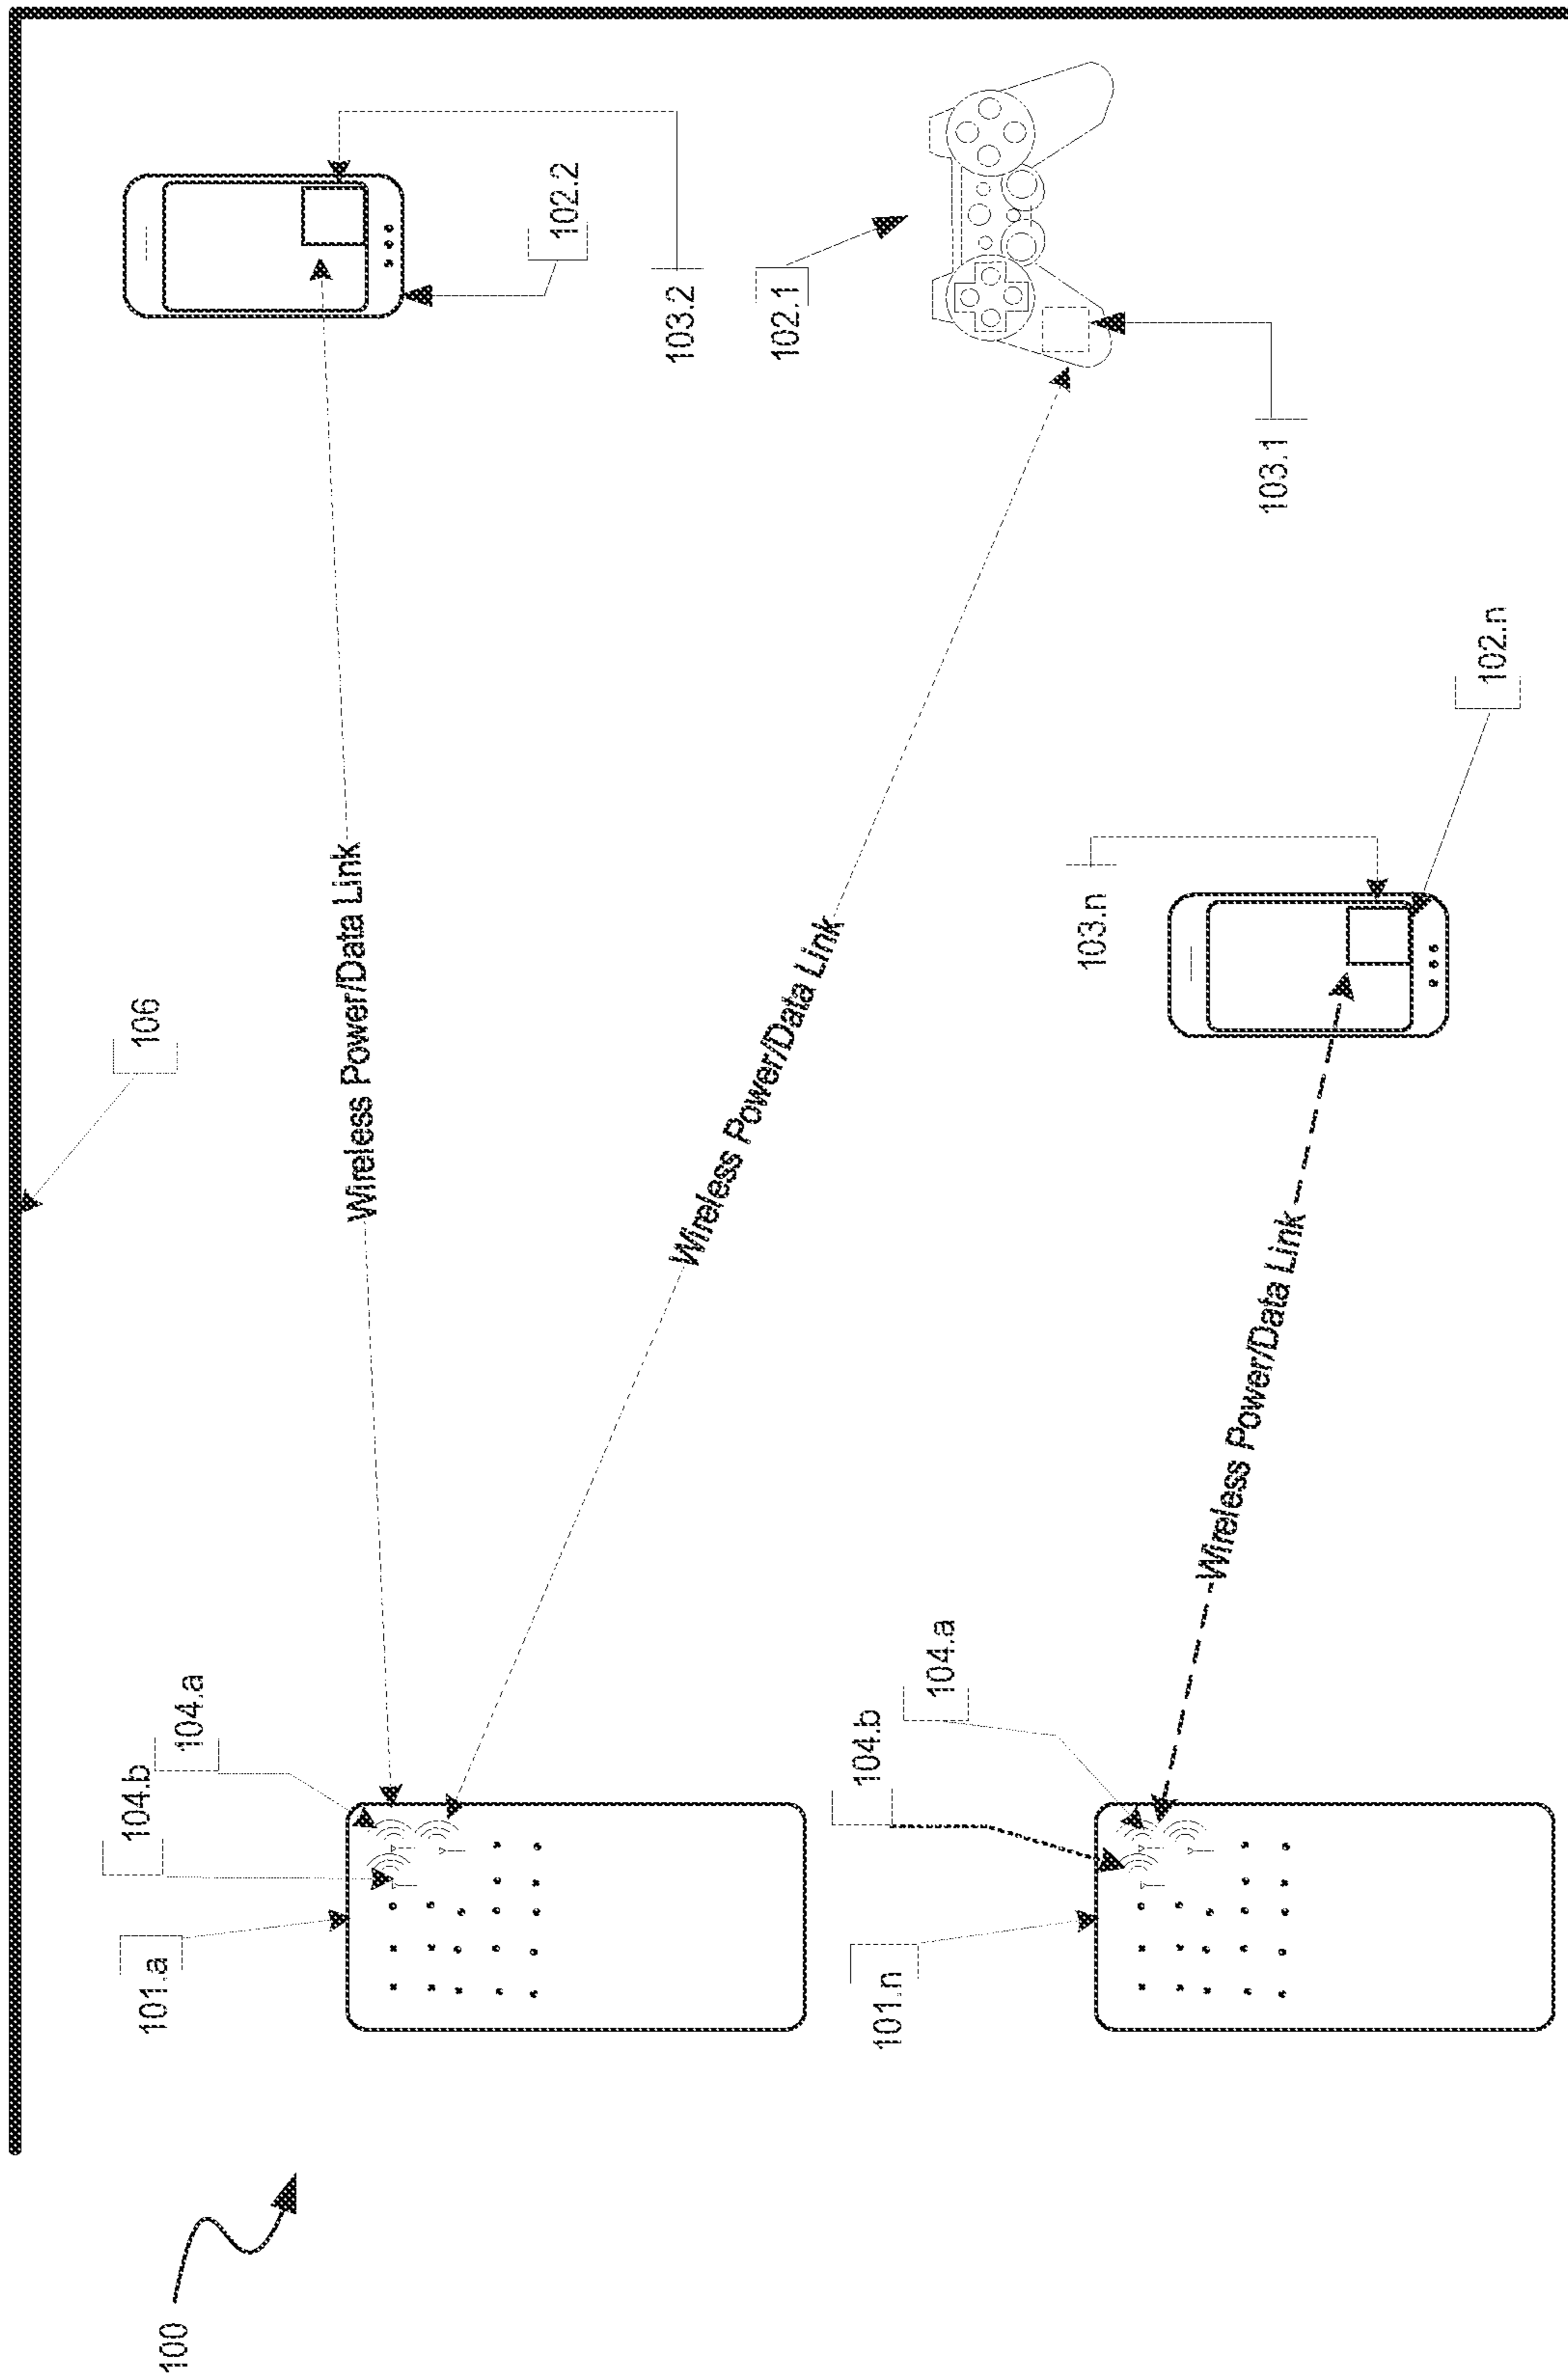 100
106
101.a
104.b
104.a
Wireless Power/Data Link
102.2
103.2
102.1
Wireless Power/Data Link
103.1
101.n
104.b
104.a
Wireless Power/Data Link
103.n
102.n